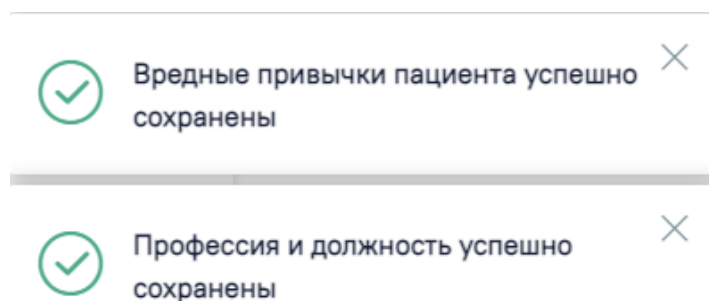 Вредные привычки пациента успешно
сохранены
Профессия и должность успешно
сохранены